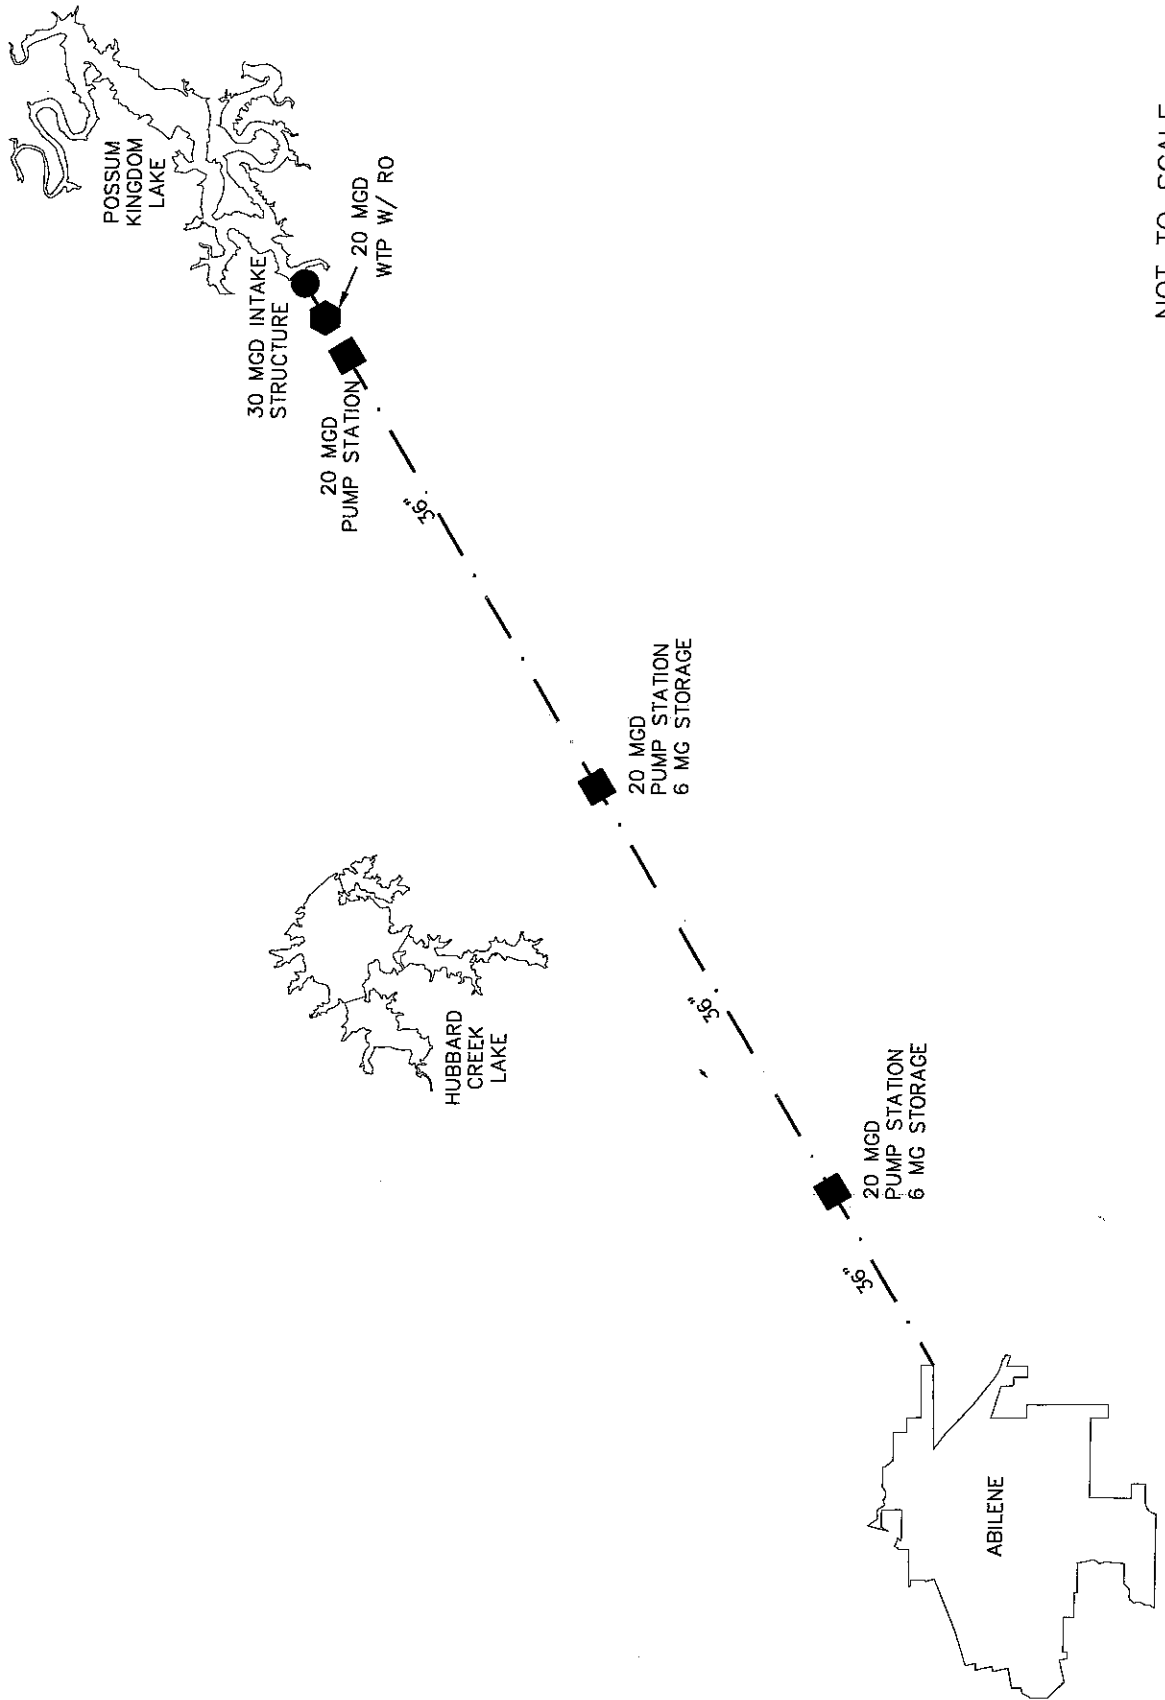 POSSUM
KINGDOM
LAKE
30 MGD INTAKE
STRUCTURE
20 MGD
WTP W/ RO
20 MGD
PUMP STATION
36"
20 MGD
PUMP STATION
6 MG STORAGE
HUBBARD
CREEK
LAKE
36"
20 MGD
PUMP STATION
6 MG STORAGE
36"
ABILENE
NOT TO SCALE